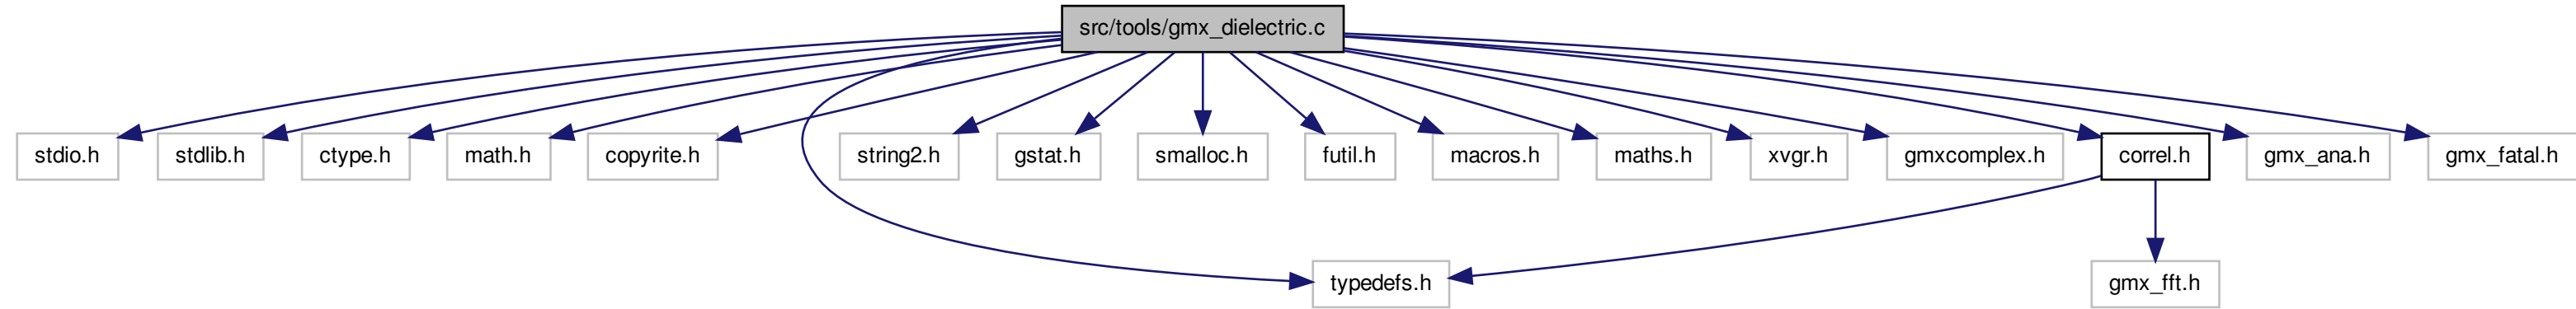 src/tools/gmx_dielectric.c
stdio.h
stdlib.h
ctype.h
math.h
copyrite.h
string2.h
gstat.h
smalloc.h
futil.h
macros.h
maths.h
xvgr.h
gmxcomplex.h
correl.h
gmx_ana.h
gmx_fatal.h
typedefs.h
gmx_fft.h